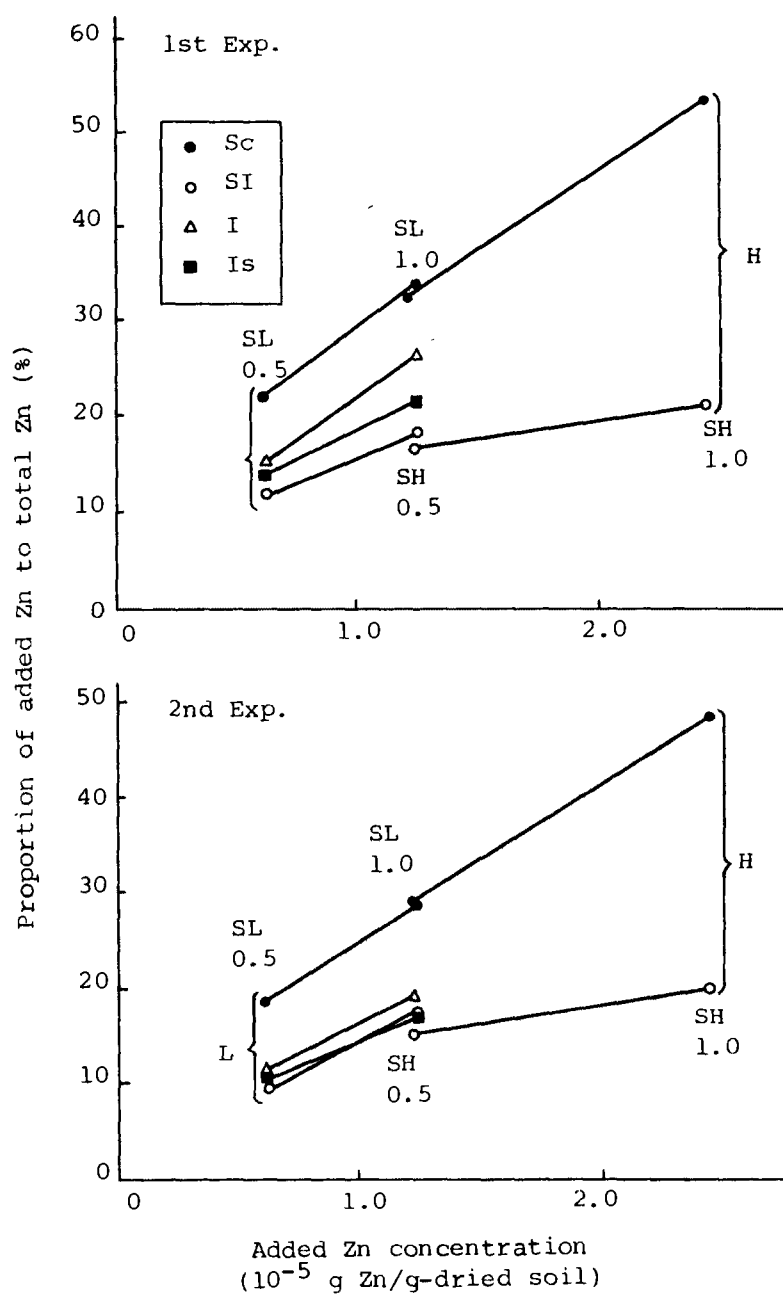 Proportion of added Zn to total Zn (%)
1st Exp.
60
50
40
30
20
10
0
Sc
SI
I
Is
SL
0.5
SL
1.0
SH
0.5
SH
1.0
H
0
1.0
2.0
2nd Exp.
50
40
30
20
10
0
SL
0.5
SL
1.0
L
SH
0.5
SH
1.0
H
0
1.0
2.0
Added Zn concentration
(10⁻⁵ g Zn/g-dried soil)